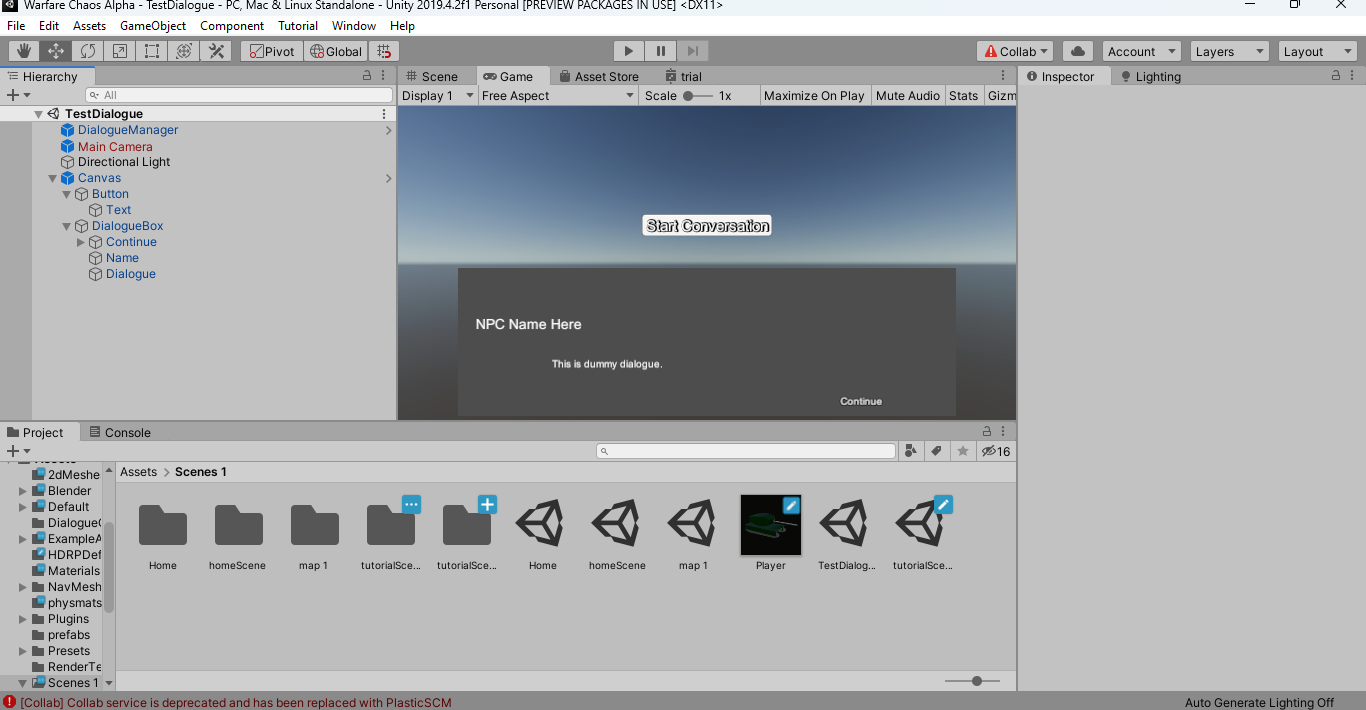 Warfare Chaos Alpha - TestDialogue - PC, Mac & Linux Standalone - Unity 2019.4.2f1 Personal [PREVIEW PACKAGES IN USE] <DX11>
File Edit Assets GameObject Component Tutorial Window Help
Pivot Global Collab Account Layers Layout
Hierarchy Scene Game Asset Store trial Inspector Lighting
All Display 1 Free Aspect Scale 1x Maximize On Play Mute Audio Stats Gizm
TestDialogue
DialogueManager
Main Camera
Directional Light
Canvas
Button
Text
DialogueBox
Continue
Name
Dialogue
Start Conversation
NPC Name Here
This is dummy dialogue.
Continue
Project Console
16
Assets
2dMeshe
Blender
Default
Dialogue
ExampleA
HDRPDef
Materials
NavMesh
physmats
Plugins
prefabs
Presets
RenderTe
Scenes 1
Assets > Scenes 1
Home homeScene map 1 tutorialSce... tutorialSce... Home homeScene map 1 Player TestDialog... tutorialSce...
[Collab] Collab service is deprecated and has been replaced with PlasticSCM
Auto Generate Lighting Off